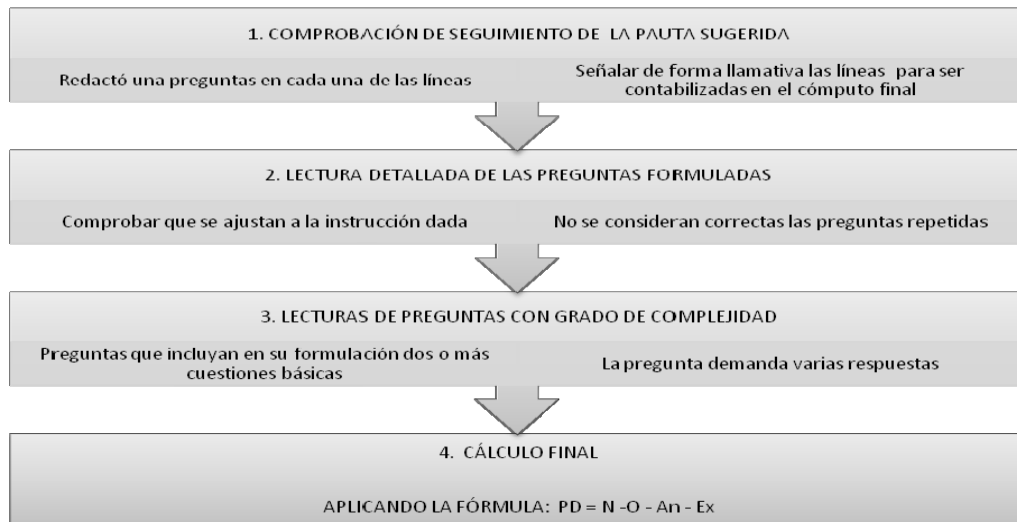 1. COMPROBACIÓN DE SEGUIMIENTO DE LA PAUTA SUGERIDA
Redactó una preguntas en cada una de las líneas
Señalar de forma llamativa las líneas para ser
contabilizadas en el cómputo final
2. LECTURA DETALLADA DE LAS PREGUNTAS FORMULADAS
Comprobar que se ajustan a la instrucción dada
No se consideran correctas las preguntas repetidas
3. LECTURAS DE PREGUNTAS CON GRADO DE COMPLEJIDAD
Preguntas que incluyan en su formulación dos o más
cuestiones básicas
La pregunta demanda varias respuestas
4. CÁLCULO FINAL
APLICANDO LA FÓRMULA: PD = N -O - An - Ex